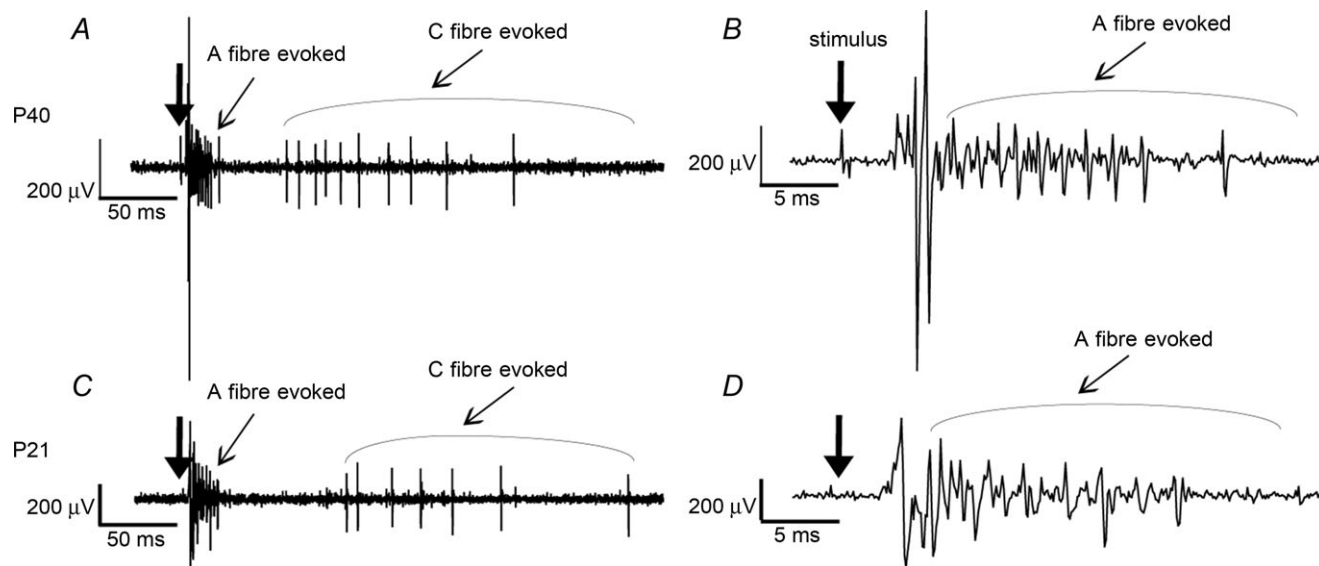 A
C fibre evoked
A fibre evoked
P40
200 µV
50 ms
B
stimulus
A fibre evoked
200 µV
5 ms
C
C fibre evoked
A fibre evoked
P21
200 µV
50 ms
D
A fibre evoked
200 µV
5 ms